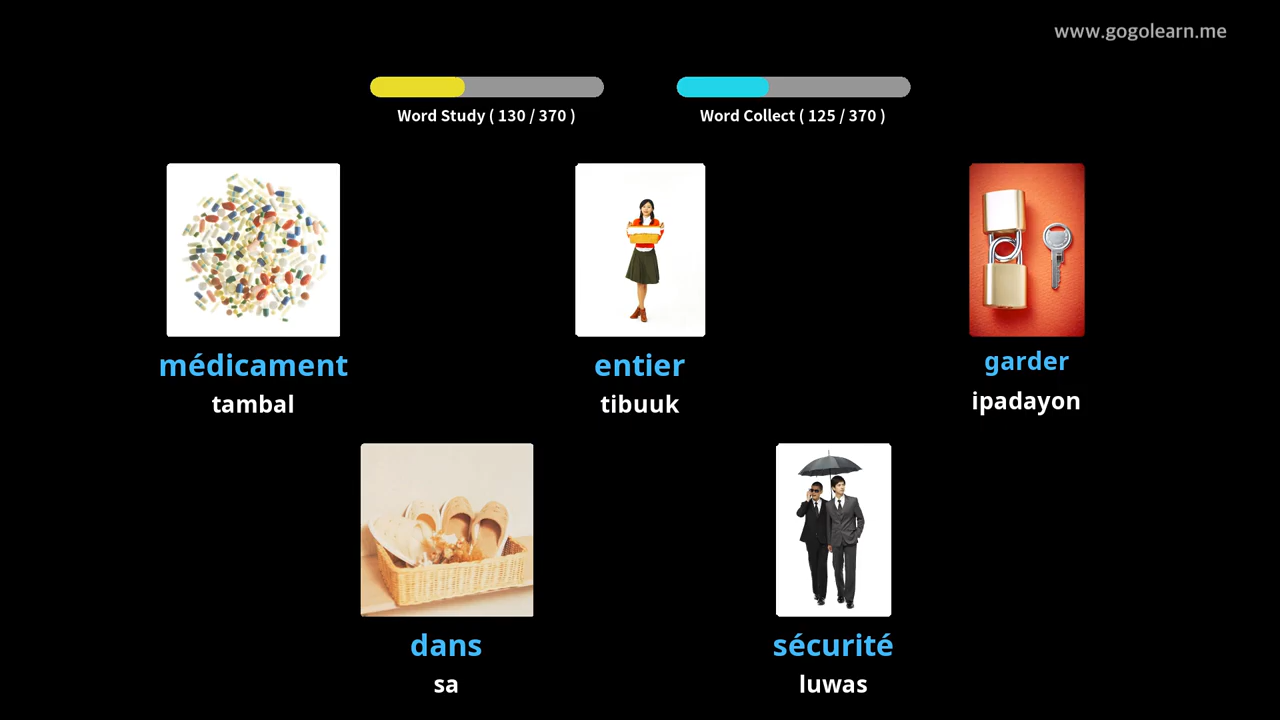 www.gogolearn.me
Word Study ( 130 / 370 )
Word Collect ( 125 / 370 )
médicament
tambal
entier
tibuuk
garder
ipadayon
dans
sa
sécurité
luwas